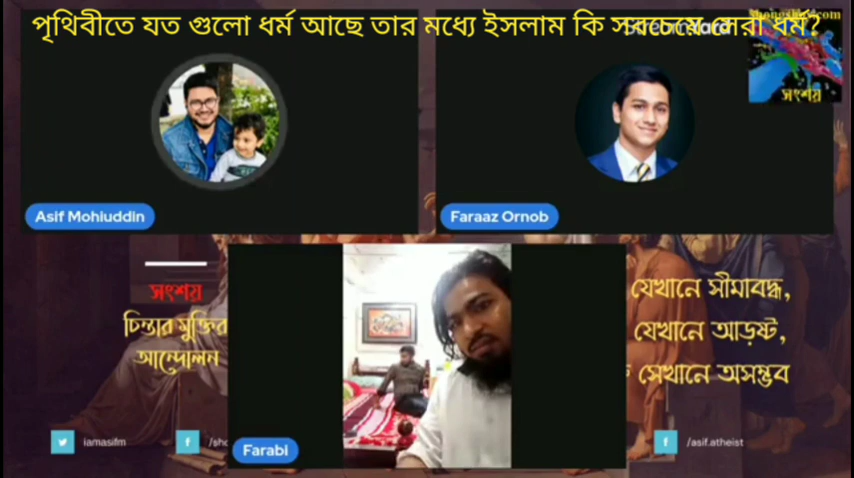 পৃথিবীতে যত গুলো ধর্ম আছে তার মধ্যে ইসলাম কি সবচেয়ে সেরা ধর্ম?
সংশয়
Asif Mohiuddin
Faraaz Ornob
সংশয়
চিন্তার মুক্তির
আন্দোলন
যেখানে সীমাবদ্ধ,
যেখানে আড়ষ্ট,
সেখানে অসম্ভব
iamasifm
/sho
Farabi
/asif.atheist